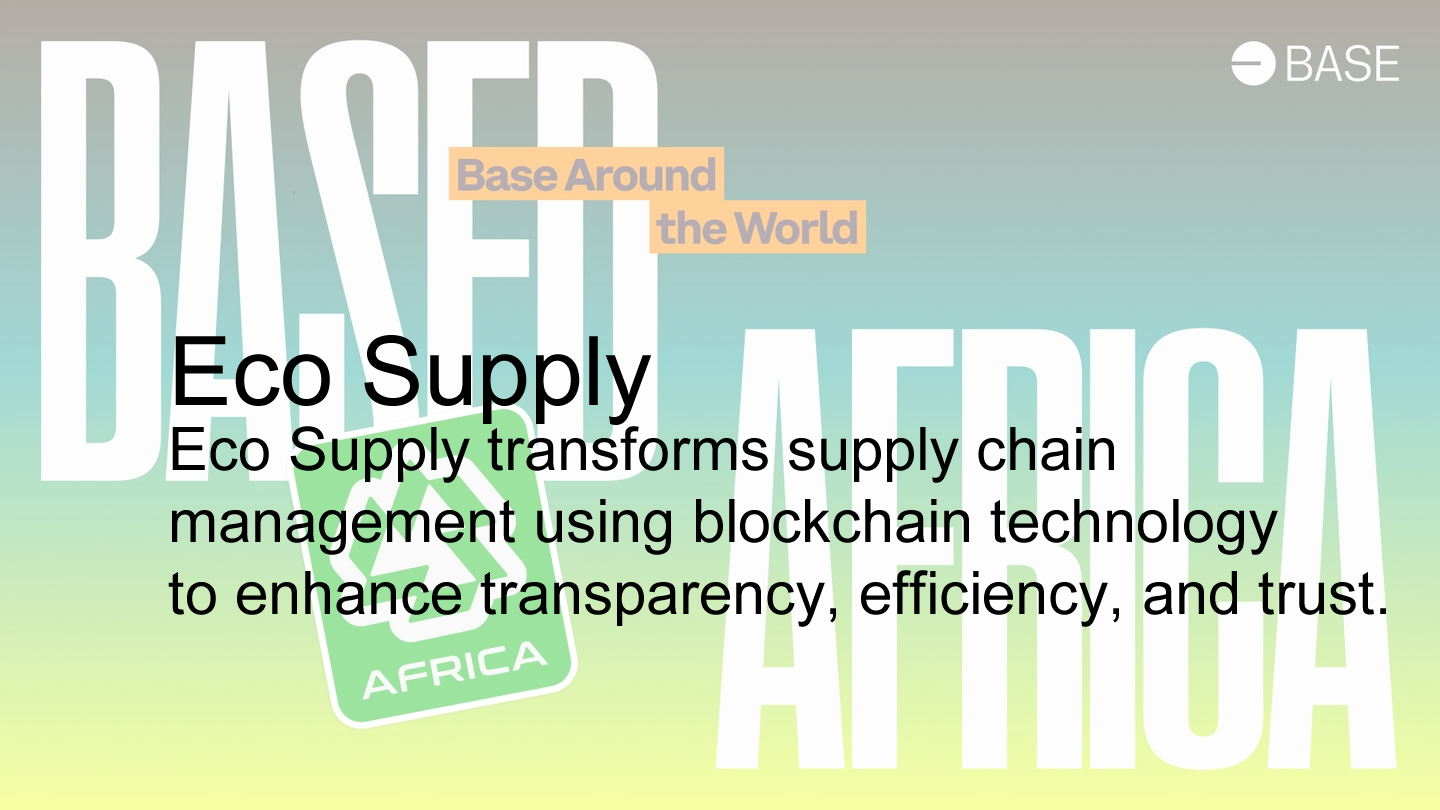 BASED
BASE
Base Around
the World
AFRICA
Eco Supply
Eco Supply transforms supply chain
management using blockchain technology
to enhance transparency, efficiency, and trust.
AFRICA